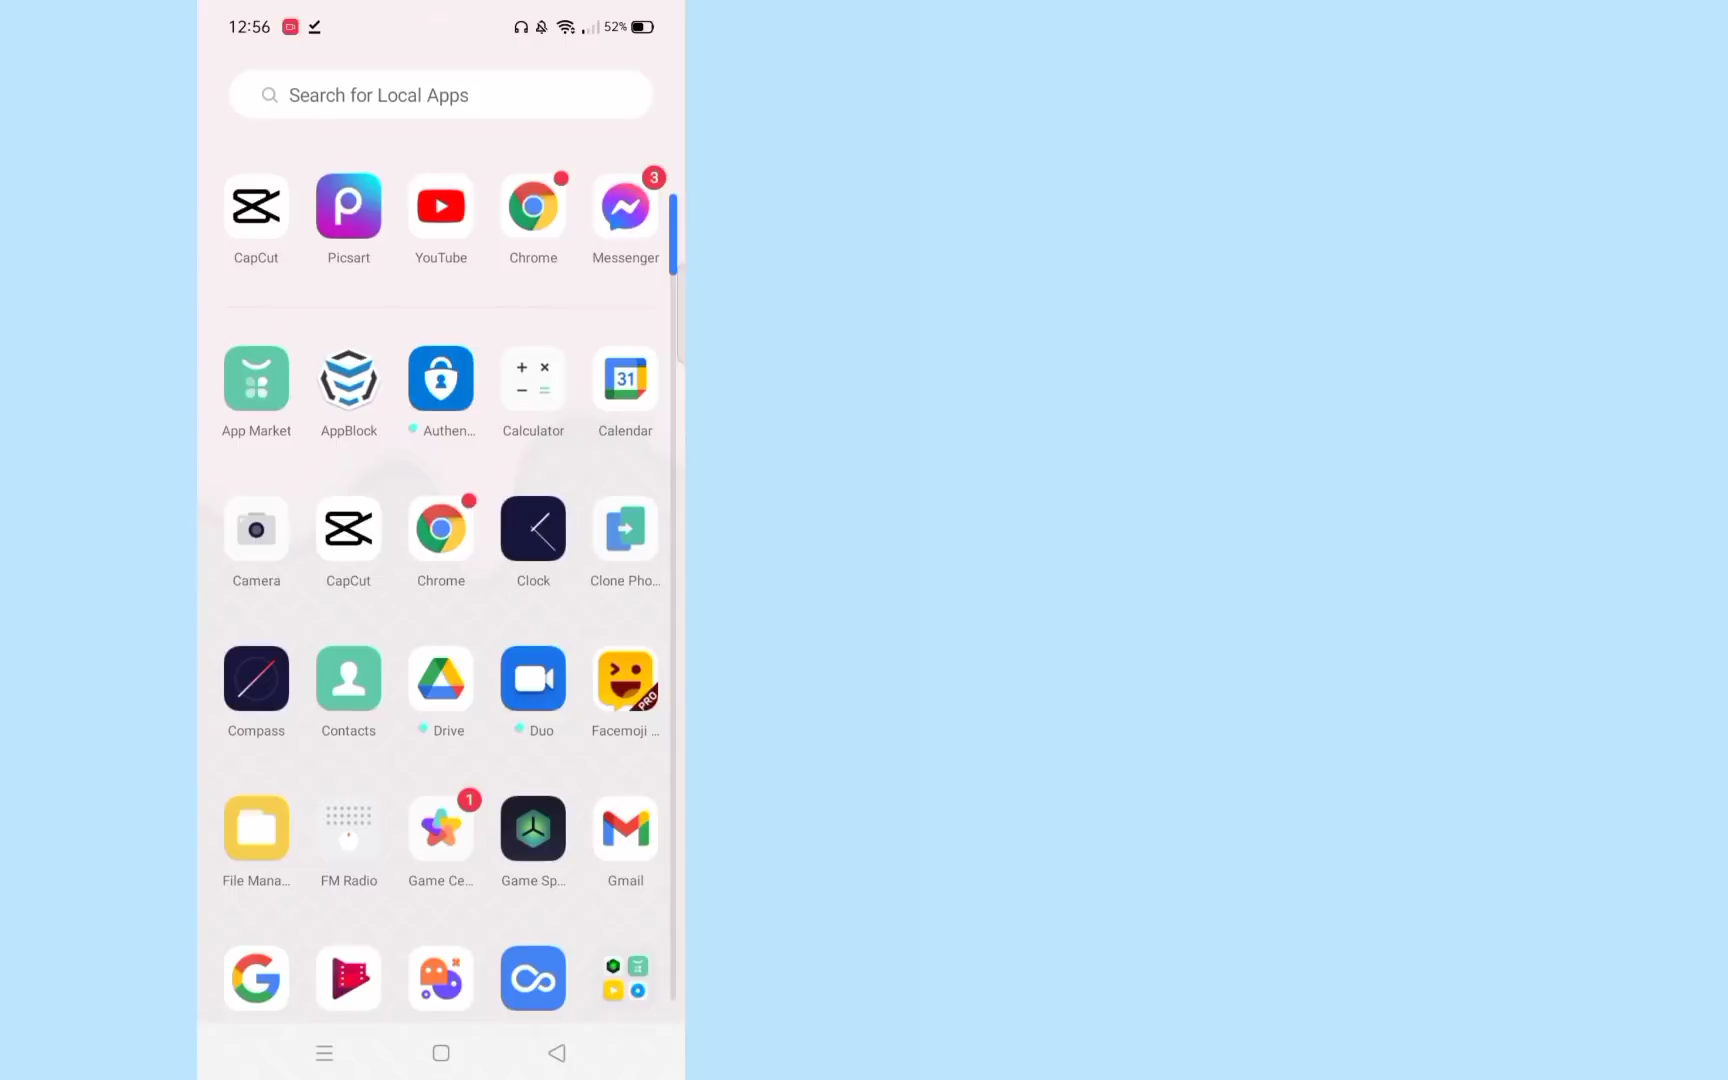 12:56 52%
Search for Local Apps
3
CapCut Picsart YouTube Chrome Messenger
31
App Market AppBlock Authen... Calculator Calendar
Camera CapCut Chrome Clock Clone Pho...
PRO
Compass Contacts Drive Duo Facemoji ...
1
File Mana... FM Radio Game Ce... Game Sp... Gmail